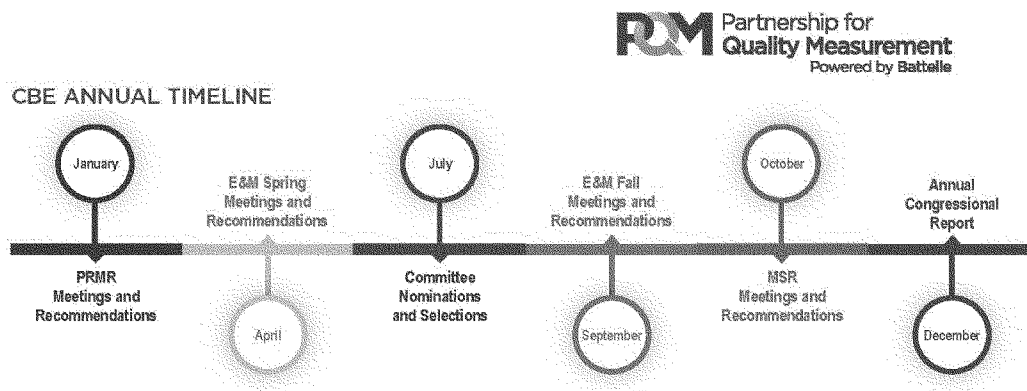 PQM Partnership for
Quality Measurement
Powered by Battelle
CBE ANNUAL TIMELINE
January
PRMR
Meetings and
Recommendations
E&M Spring
Meetings and
Recommendations
April
July
Committee
Nominations
and Selections
E&M Fall
Meetings and
Recommendations
September
October
MSR
Meetings and
Recommendations
Annual
Congressional
Report
December